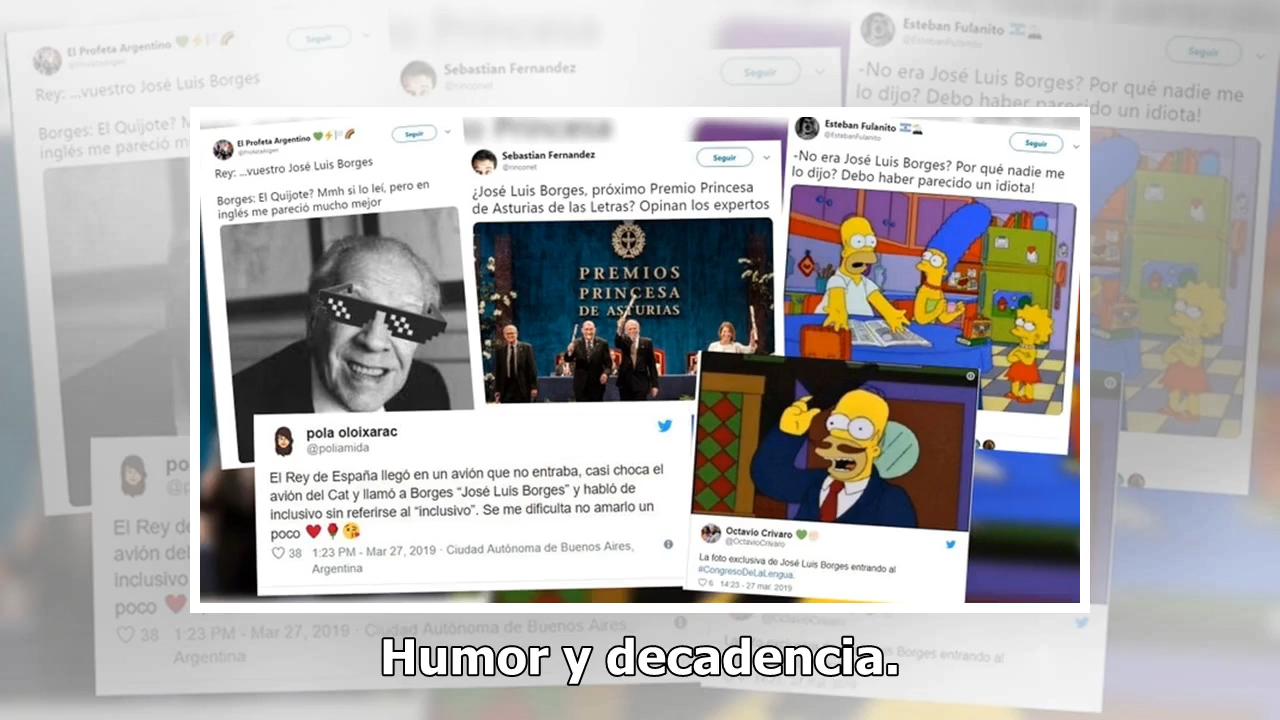 El Profeta Argentino
@ProfetaArgen
Seguir
Rey: ...vuestro José Luis Borges
Borges: El Quijote? Mmh si lo leí, pero en
inglés me pareció mucho mejor
Sebastian Fernandez
@rinconet
Seguir
¿José Luis Borges, próximo Premio Princesa
de Asturias de las Letras? Opinan los expertos
PREMIOS
PRINCESA
DE ASTURIAS
Esteban Fulanito
@EstebanFulanito
Seguir
-No era José Luis Borges? Por qué nadie me
lo dijo? Debo haber parecido un idiota!
pola oloixarac
@poliamida
El Rey de España llegó en un avión que no entraba, casi choca el
avión del Cat y llamó a Borges “José Luis Borges” y habló de
inclusivo sin referirse al “inclusivo”. Se me dificulta no amarlo un
poco ❤️🌹😘
38 1:23 PM - Mar 27, 2019 · Ciudad Autónoma de Buenos Aires,
Argentina
Octavio Crivaro
@OctavioCrivaro
La foto exclusiva de José Luis Borges entrando al
#CongresoDeLaLengua.
6 14:23 - 27 mar. 2019
Humor y decadencia.